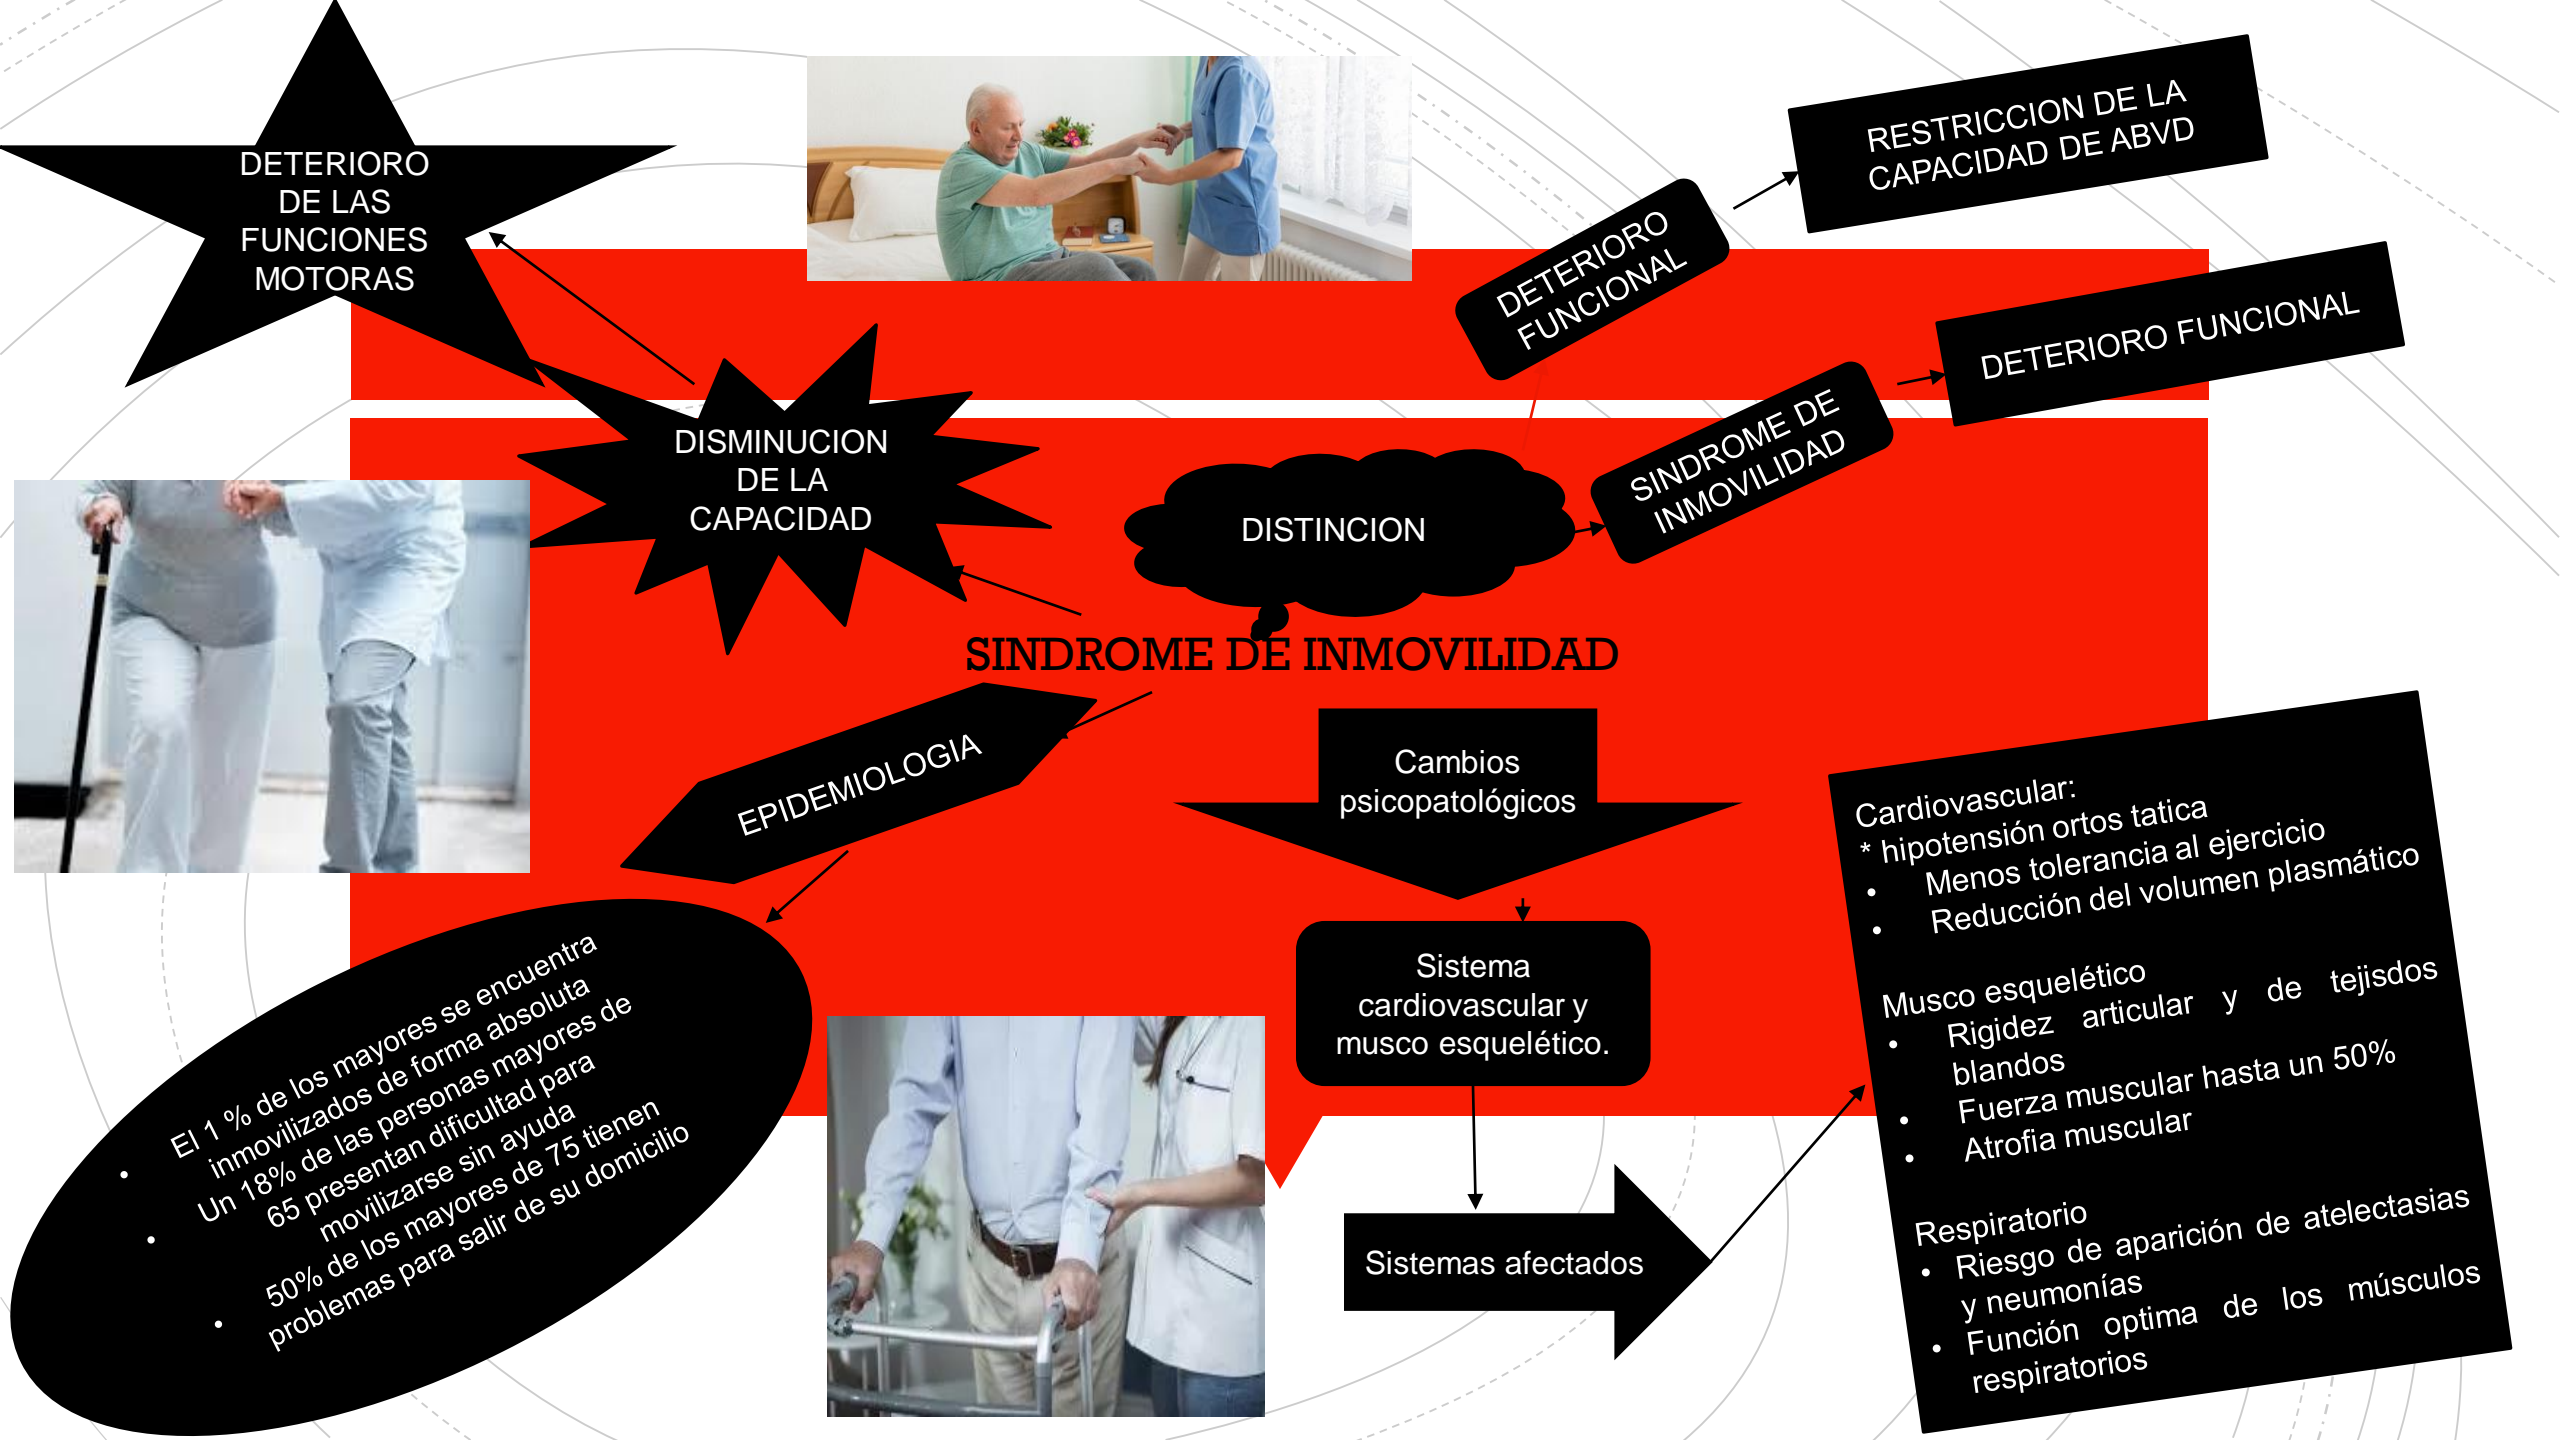 DETERIORO
DE LAS
FUNCIONES
MOTORAS
DISMINUCION
DE LA
CAPACIDAD
DISTINCION
DETERIORO
FUNCIONAL
RESTRICCION DE LA
CAPACIDAD DE ABVD
SINDROME DE
INMOVILIDAD
DETERIORO FUNCIONAL
SINDROME DE INMOVILIDAD
EPIDEMIOLOGIA
• El 1 % de los mayores se encuentra
inmovilizados de forma absoluta
• Un 18% de las personas mayores de
65 presentan dificultad para
movilizarse sin ayuda
• 50% de los mayores de 75 tienen
problemas para salir de su domicilio
Cambios
psicopatológicos
Sistema
cardiovascular y
musco esquelético.
Sistemas afectados
Cardiovascular:
* hipotensión ortos tatica
• Menos tolerancia al ejercicio
• Reducción del volumen plasmático
Musco esquelético
• Rigidez articular y de tejisdos
blandos
• Fuerza muscular hasta un 50%
• Atrofia muscular
Respiratorio
• Riesgo de aparición de atelectasias
y neumonías
• Función optima de los músculos
respiratorios